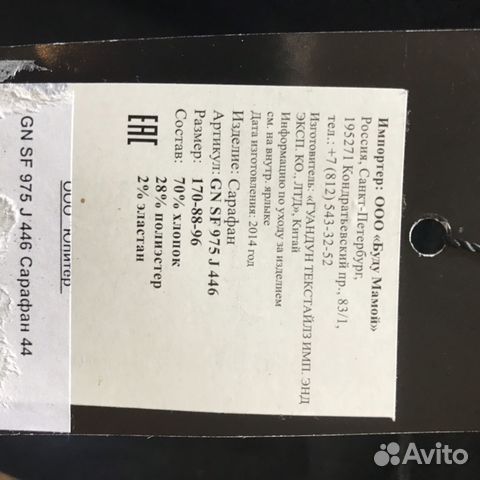 Импортер: ООО «Буду Мамой»
Россия, Санкт-Петербург,
195271 Кондратьевский пр., 83/1,
тел.: +7 (812) 543-32-52
Изготовитель: «ГУАНДУН ТЕКСТАЙЛЗ ИМП. ЭНД
ЭКСП. КО., ЛТД», Китай
Информацию по уходу за изделием
см. на внутр. ярлыке
Дата изготовления: 2014 год
Изделие: Сарафан
Артикул: GN SF 975 J 446
Размер: 170-88-96
Состав: 70% хлопок
28% полиэстер
2% эластан
ЕАС
ООО "Юпитер
GN SF 975 J 446 Сарафан 44
Avito